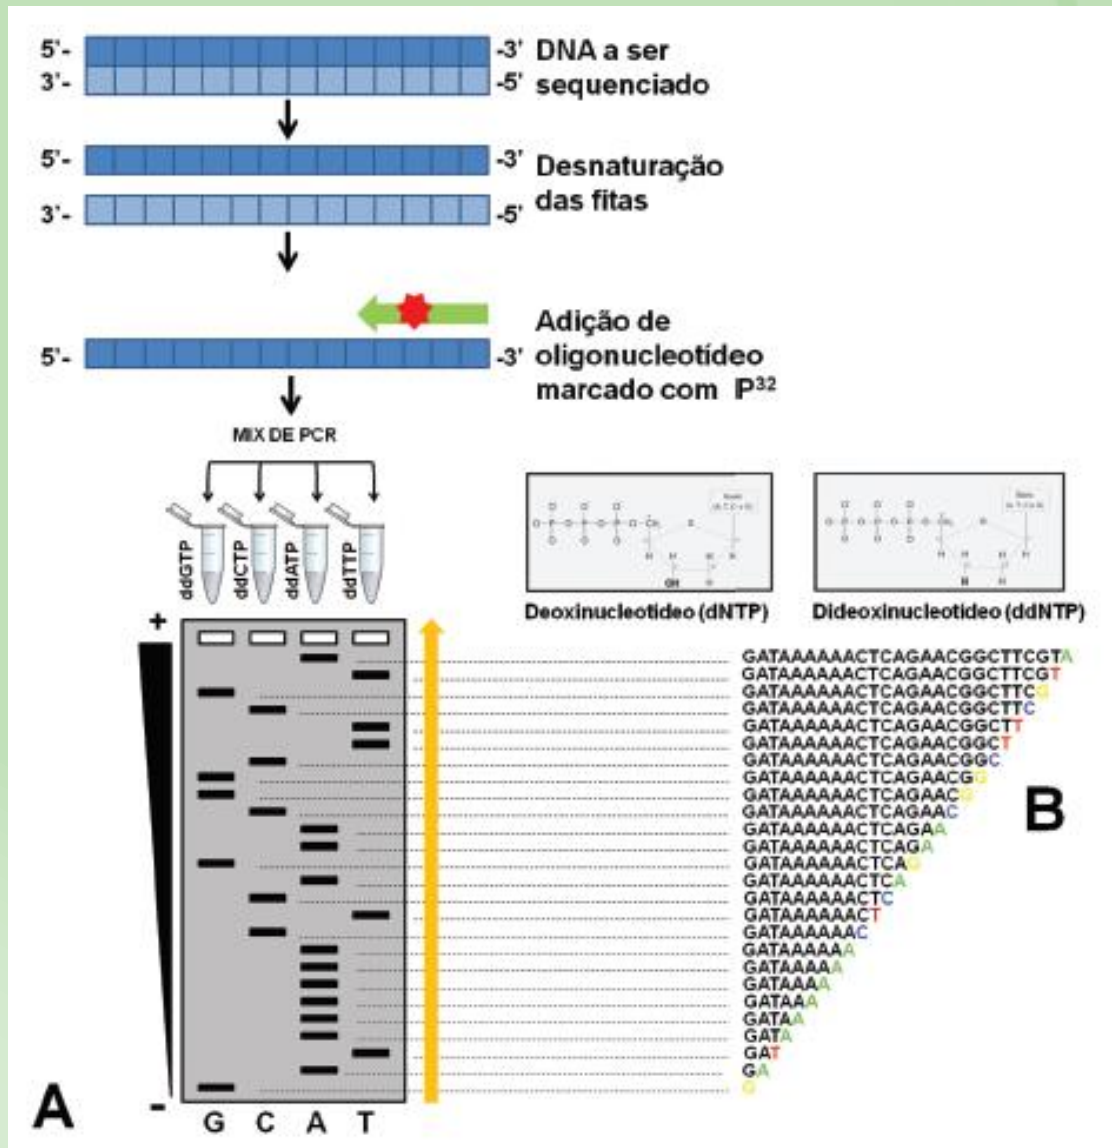 5'-
3'-
-3'
-5'
DNA a ser
sequenciado
5'-
3'-
-3'
-5'
Desnaturação
das fitas
5'-
-3'
Adição de
oligonucleotídeo
marcado com P³²
MIX DE PCR
ddGTP
ddCTP
ddATP
ddTTP
Deoxinucleotídeo (dNTP)
Dideoxinucleotídeo (ddNTP)
+
-
GATAAAAAACTCAGAACGGCTTCGTA
GATAAAAAACTCAGAACGGCTTCGT
GATAAAAAACTCAGAACGGCTTCG
GATAAAAAACTCAGAACGGCTTC
GATAAAAAACTCAGAACGGCTT
GATAAAAAACTCAGAACGGCT
GATAAAAAACTCAGAACGGC
GATAAAAAACTCAGAACGG
GATAAAAAACTCAGAACG
GATAAAAAACTCAGAAC
GATAAAAAACTCAGAA
GATAAAAAACTCAGA
GATAAAAAACTCAG
GATAAAAAACTCA
GATAAAAAACTC
GATAAAAAACT
GATAAAAAAC
GATAAAAAA
GATAAAAA
GATAAAA
GATAAA
GATAA
GATA
GAT
GA
G
B
A
G C A T